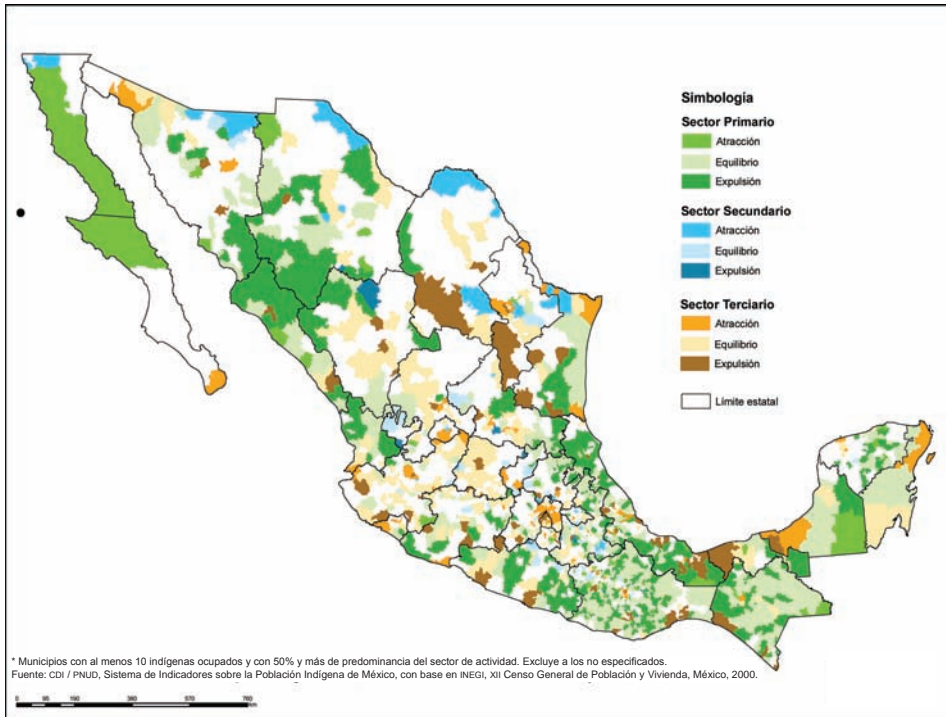 Simbología
Sector Primario
Atracción
Equilibrio
Expulsión
Sector Secundario
Atracción
Equilibrio
Expulsión
Sector Terciario
Atracción
Equilibrio
Expulsión
Límite estatal
* Municipios con al menos 10 indígenas ocupados y con 50% y más de predominancia del sector de actividad. Excluye a los no especificados.
Fuente: CDI / PNUD, Sistema de Indicadores sobre la Población Indígena de México, con base en INEGI, XII Censo General de Población y Vivienda, México, 2000.
0 95 190 380 570 760